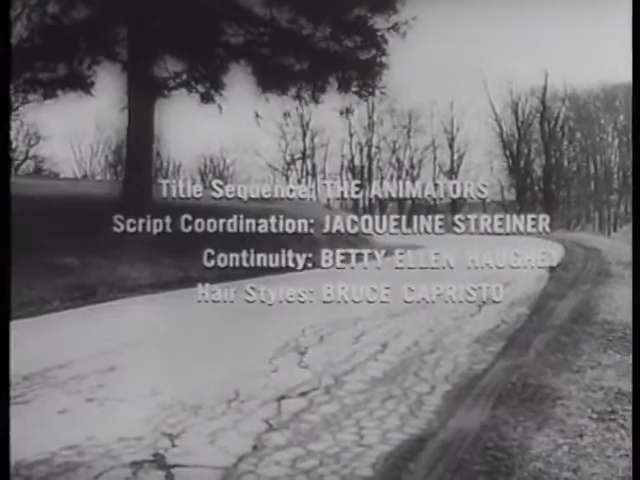 Title Sequence: THE ANIMATORS
Script Coordination: JACQUELINE STREINER
Continuity: BETTY ELLEN HAUGHEY
Hair Styles: BRUCE CAPRISTO